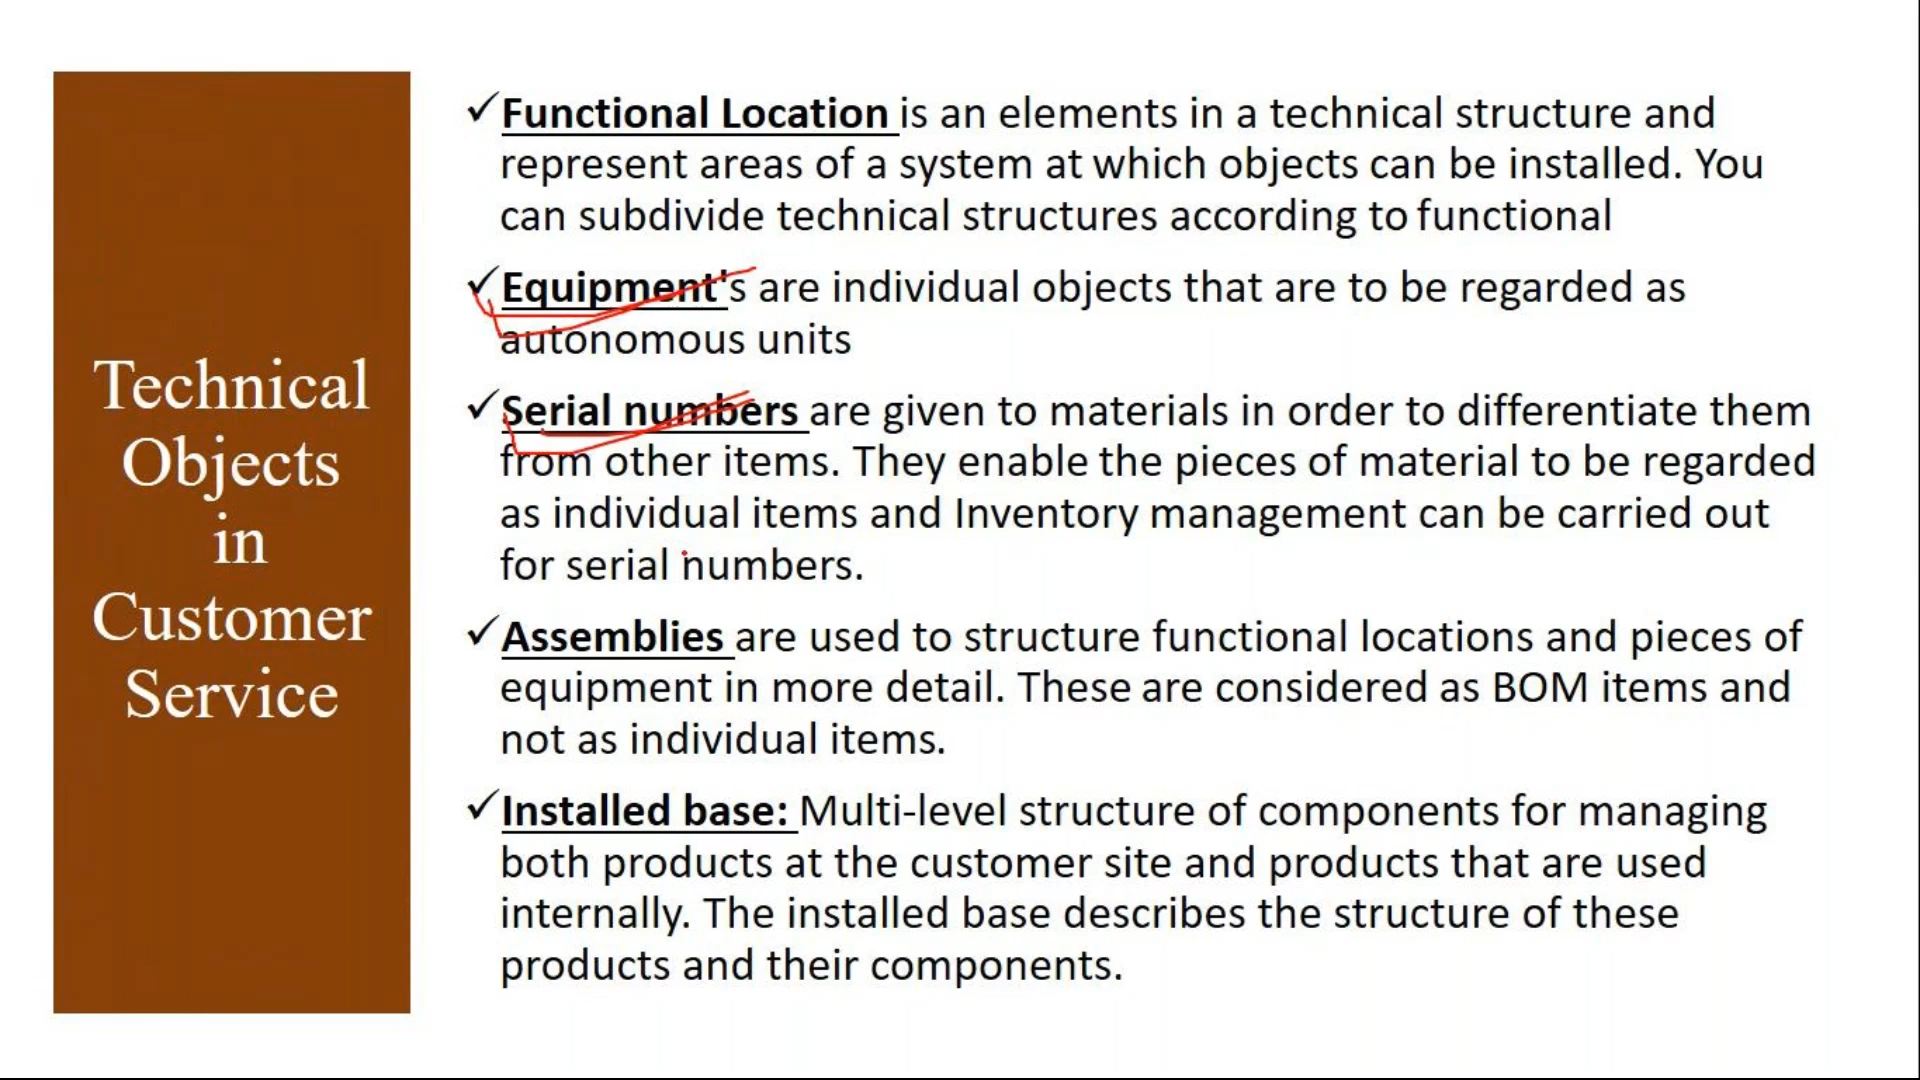 Technical
Objects
in
Customer
Service
✓Functional Location is an elements in a technical structure and
represent areas of a system at which objects can be installed. You
can subdivide technical structures according to functional
✓Equipment's are individual objects that are to be regarded as
autonomous units
✓Serial numbers are given to materials in order to differentiate them
from other items. They enable the pieces of material to be regarded
as individual items and Inventory management can be carried out
for serial numbers.
✓Assemblies are used to structure functional locations and pieces of
equipment in more detail. These are considered as BOM items and
not as individual items.
✓Installed base: Multi-level structure of components for managing
both products at the customer site and products that are used
internally. The installed base describes the structure of these
products and their components.